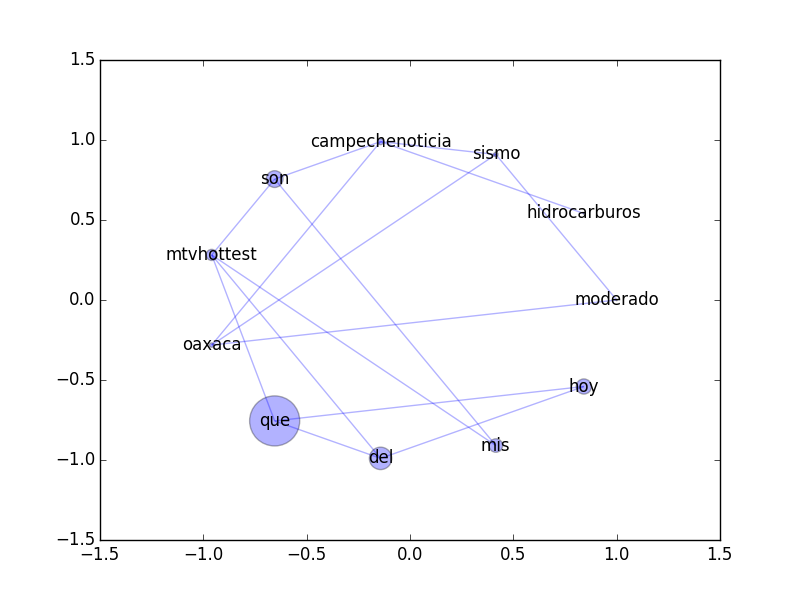 1.5
campechenoticia
1.0
sismo
son
hidrocarburos
0.5
mtvhottest
moderado
0.0
oaxaca
−0.5
hoy
que
mis
del
−1.0
−1.5
−1.5 −1.0 −0.5 0.0 0.5 1.0 1.5